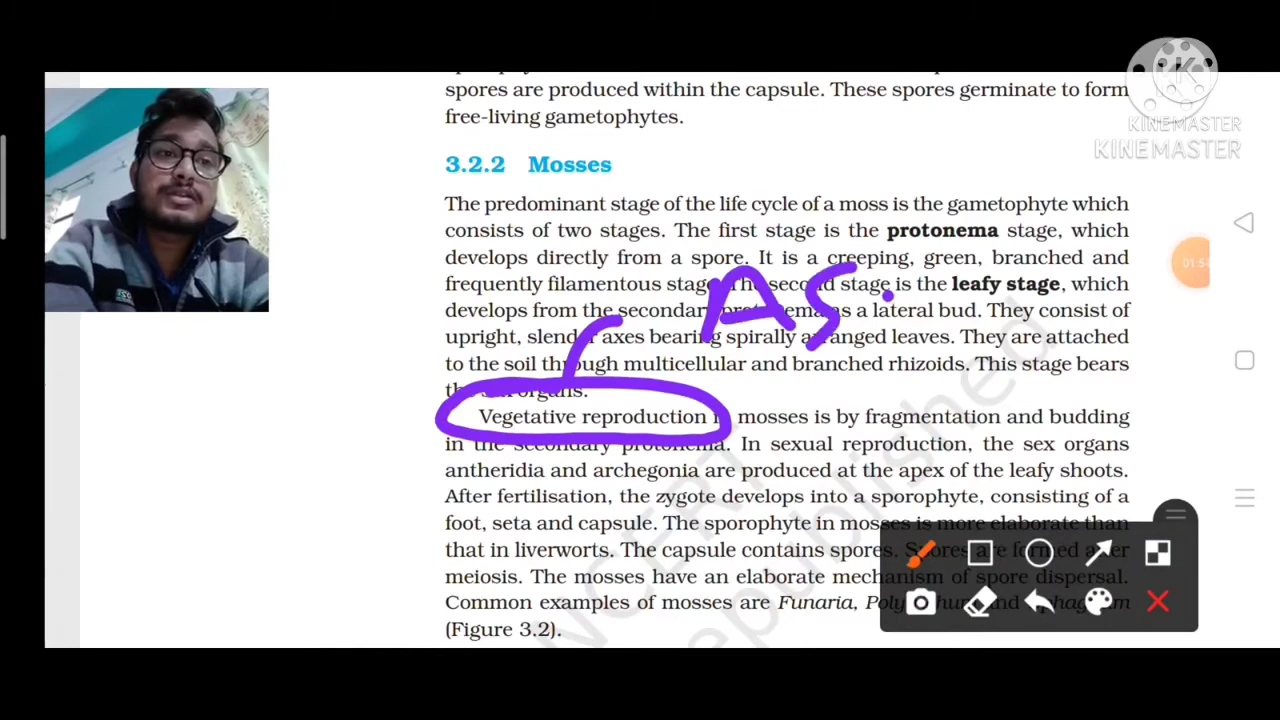 spores are produced within the capsule. These spores germinate to form
free-living gametophytes.
KINEMASTER
KINEMASTER
3.2.2 Mosses
The predominant stage of the life cycle of a moss is the gametophyte which
consists of two stages. The first stage is the protonema stage, which
develops directly from a spore. It is a creeping, green, branched and
frequently filamentous stage. The second stage is the leafy stage, which
AS.
develops from the secondary protonema as a lateral bud. They consist of
upright, slender axes bearing spirally arranged leaves. They are attached
to the soil through multicellular and branched rhizoids. This stage bears
the sex organs.
Vegetative reproduction in mosses is by fragmentation and budding
in the secondary protonema. In sexual reproduction, the sex organs
antheridia and archegonia are produced at the apex of the leafy shoots.
After fertilisation, the zygote develops into a sporophyte, consisting of a
foot, seta and capsule. The sporophyte in mosses is more elaborate than
that in liverworts. The capsule contains spores. Spores are formed after
meiosis. The mosses have an elaborate mechanism of spore dispersal.
Common examples of mosses are Funaria, Polytrichum and Sphagnum
(Figure 3.2).
NCERT
republished